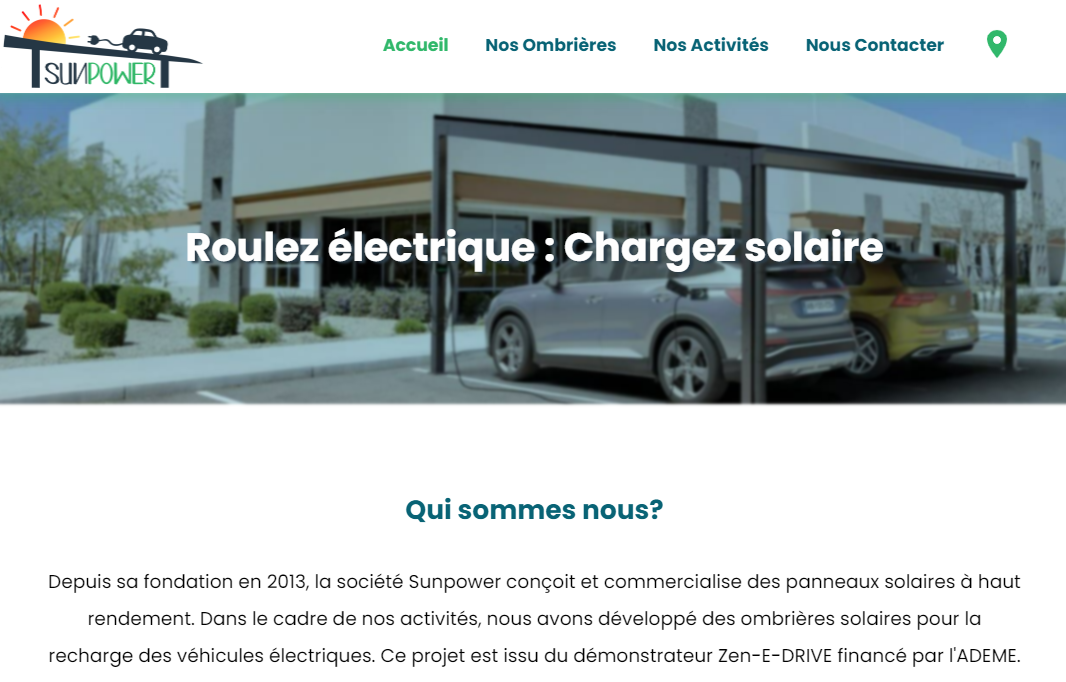 SUNPOWER
Accueil
Nos Ombrières
Nos Activités
Nous Contacter
Roulez électrique : Chargez solaire
Qui sommes nous?
Depuis sa fondation en 2013, la société Sunpower conçoit et commercialise des panneaux solaires à haut
rendement. Dans le cadre de nos activités, nous avons développé des ombrières solaires pour la
recharge des véhicules électriques. Ce projet est issu du démonstrateur Zen-E-DRIVE financé par l'ADEME.